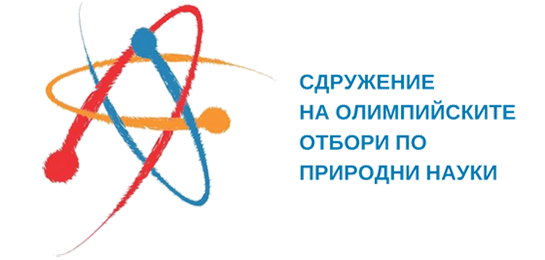 СДРУЖЕНИЕ
НА ОЛИМПИЙСКИТЕ
ОТБОРИ ПО
ПРИРОДНИ НАУКИ